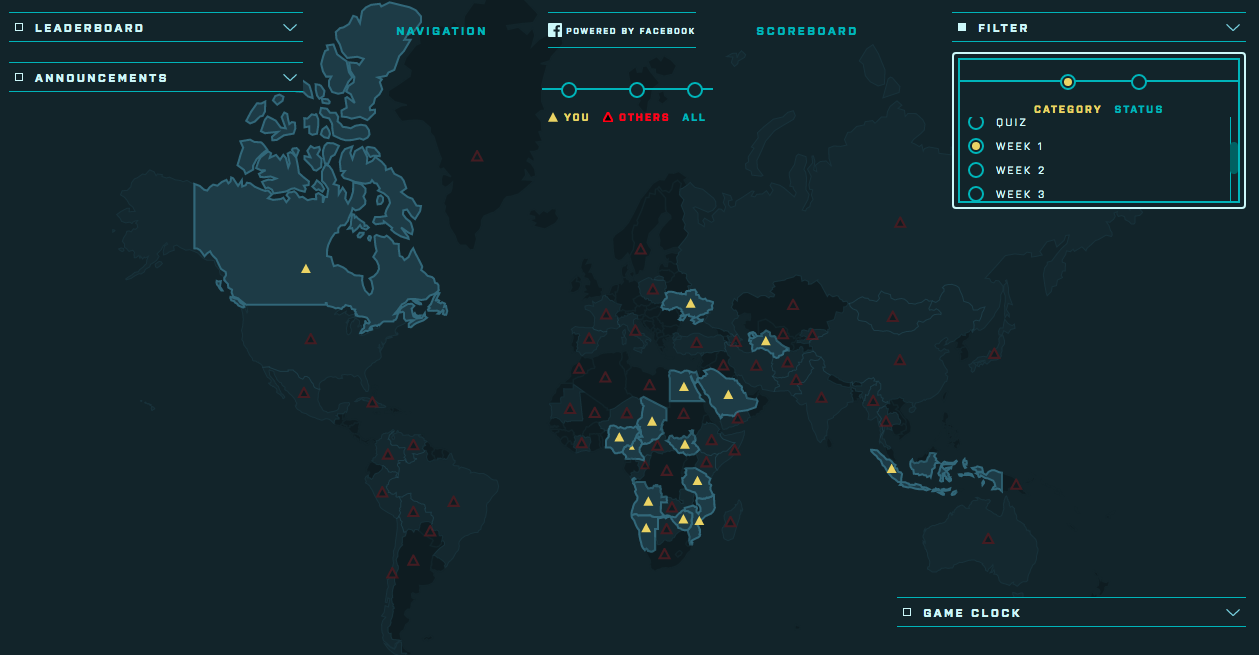 LEADERBOARD
ANNOUNCEMENTS
NAVIGATION
POWERED BY FACEBOOK
SCOREBOARD
YOU OTHERS ALL
FILTER
CATEGORY STATUS
QUIZ
WEEK 1
WEEK 2
WEEK 3
GAME CLOCK